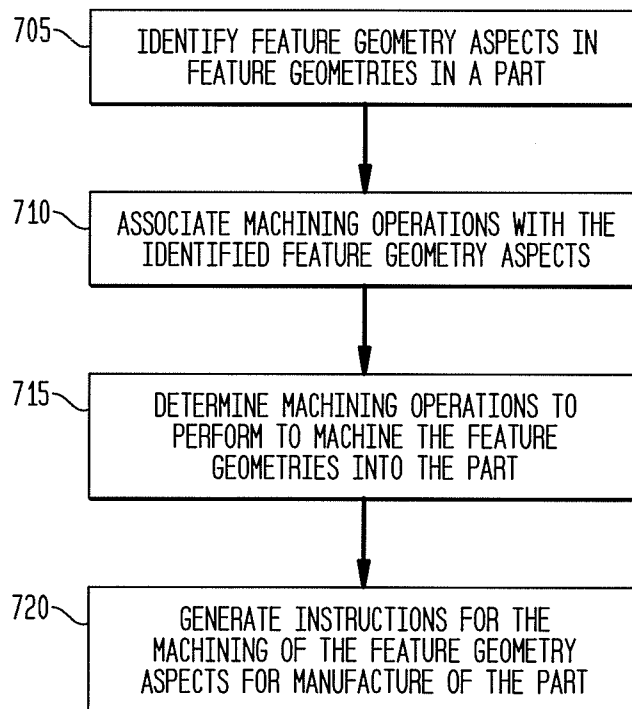 705
IDENTIFY FEATURE GEOMETRY ASPECTS IN
FEATURE GEOMETRIES IN A PART
710
ASSOCIATE MACHINING OPERATIONS WITH THE
IDENTIFIED FEATURE GEOMETRY ASPECTS
715
DETERMINE MACHINING OPERATIONS TO
PERFORM TO MACHINE THE FEATURE
GEOMETRIES INTO THE PART
720
GENERATE INSTRUCTIONS FOR THE
MACHINING OF THE FEATURE GEOMETRY
ASPECTS FOR MANUFACTURE OF THE PART